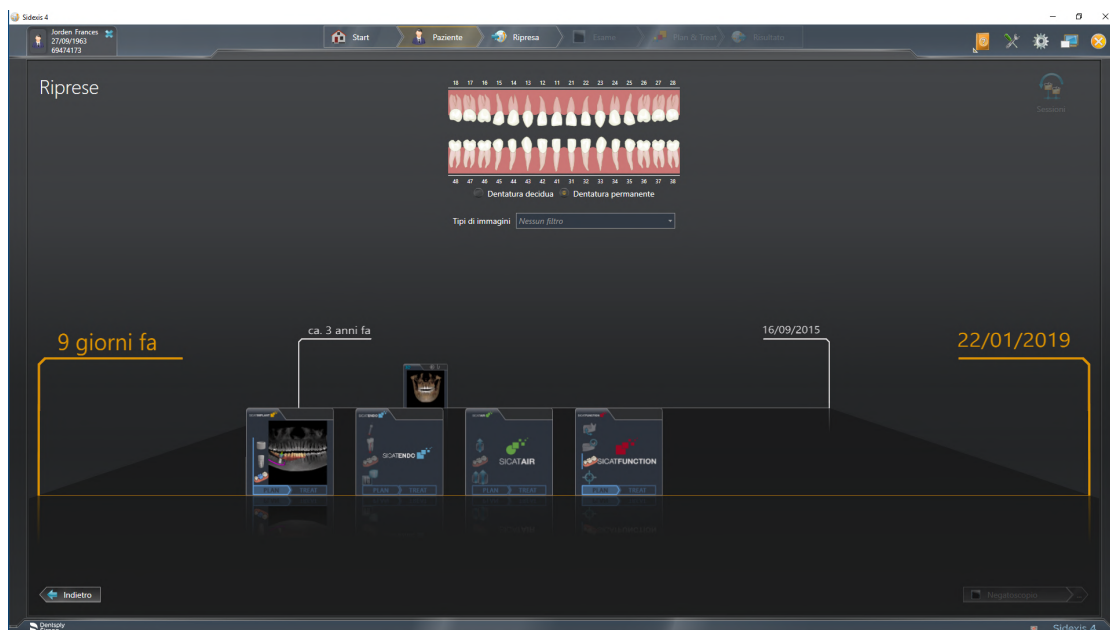 Sidexis 4
Jorden Frances
27/09/1963
69474173
Start
Paziente
Ripresa
Esame
Plan & Treat
Risultato
Riprese
18 17 16 15 14 13 12 11 21 22 23 24 25 26 27 28
Sessioni
48 47 46 45 44 43 42 41 31 32 33 34 35 36 37 38
Dentatura decidua
Dentatura permanente
Tipi di immagini
Nessun filtro
9 giorni fa
ca. 3 anni fa
16/09/2015
22/01/2019
SICATENDO
SICATAIR
SICATFUNCTION
PLAN TREAT
PLAN TREAT
PLAN TREAT
PLAN TREAT
Indietro
Negatoscopio
Dentsply
Sidexis 4